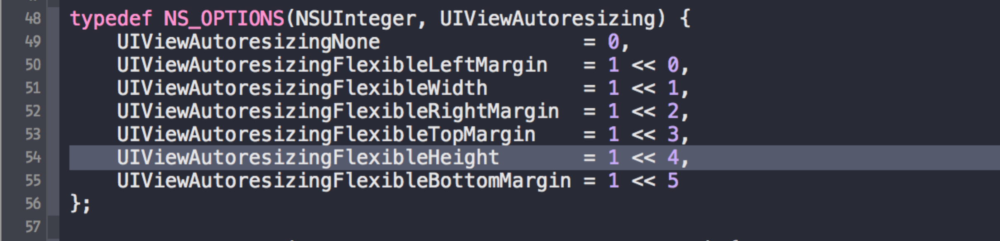 48 typedef NS_OPTIONS(NSUInteger, UIViewAutoresizing) {
49     UIViewAutoresizingNone                 = 0,
50     UIViewAutoresizingFlexibleLeftMargin   = 1 << 0,
51     UIViewAutoresizingFlexibleWidth        = 1 << 1,
52     UIViewAutoresizingFlexibleRightMargin  = 1 << 2,
53     UIViewAutoresizingFlexibleTopMargin    = 1 << 3,
54     UIViewAutoresizingFlexibleHeight       = 1 << 4,
55     UIViewAutoresizingFlexibleBottomMargin = 1 << 5
56 };
57